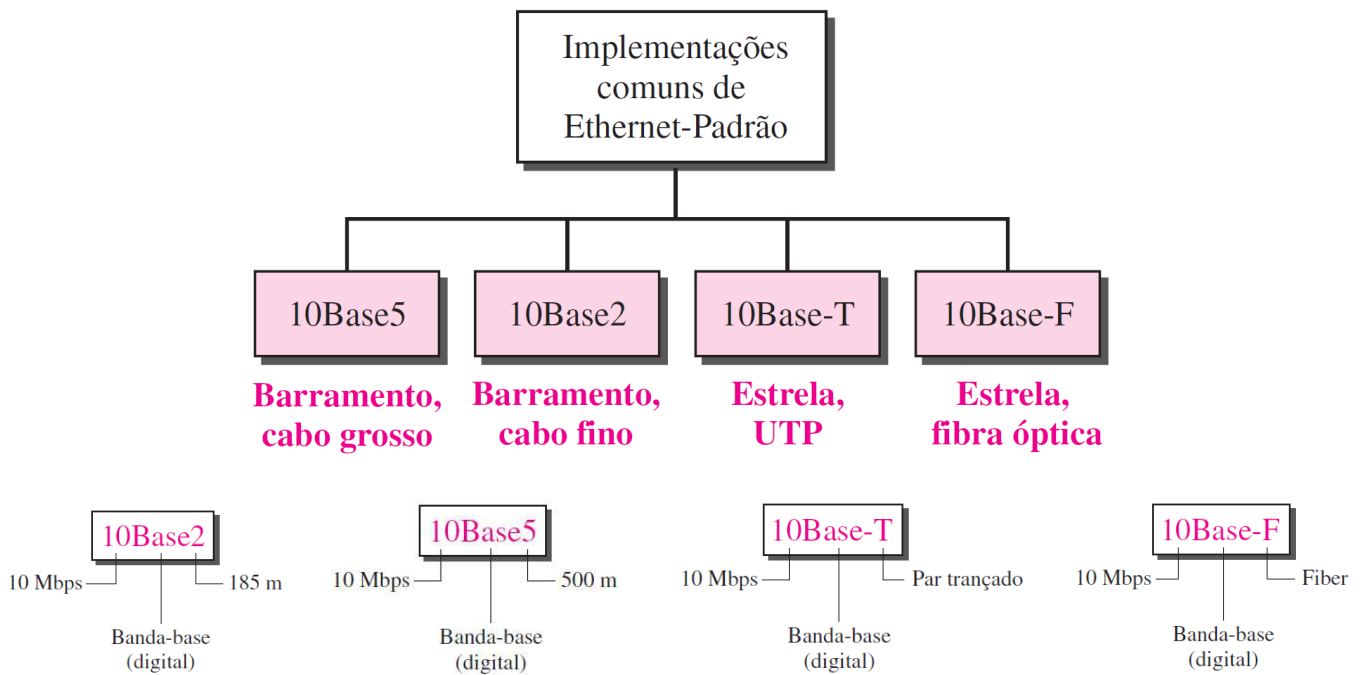 Implementações
comuns de
Ethernet-Padrão
10Base5
10Base2
10Base-T
10Base-F
Barramento,
cabo grosso
Barramento,
cabo fino
Estrela,
UTP
Estrela,
fibra óptica
10Base2
10 Mbps
185 m
Banda-base
(digital)
10Base5
10 Mbps
500 m
Banda-base
(digital)
10Base-T
10 Mbps
Par trançado
Banda-base
(digital)
10Base-F
10 Mbps
Fiber
Banda-base
(digital)